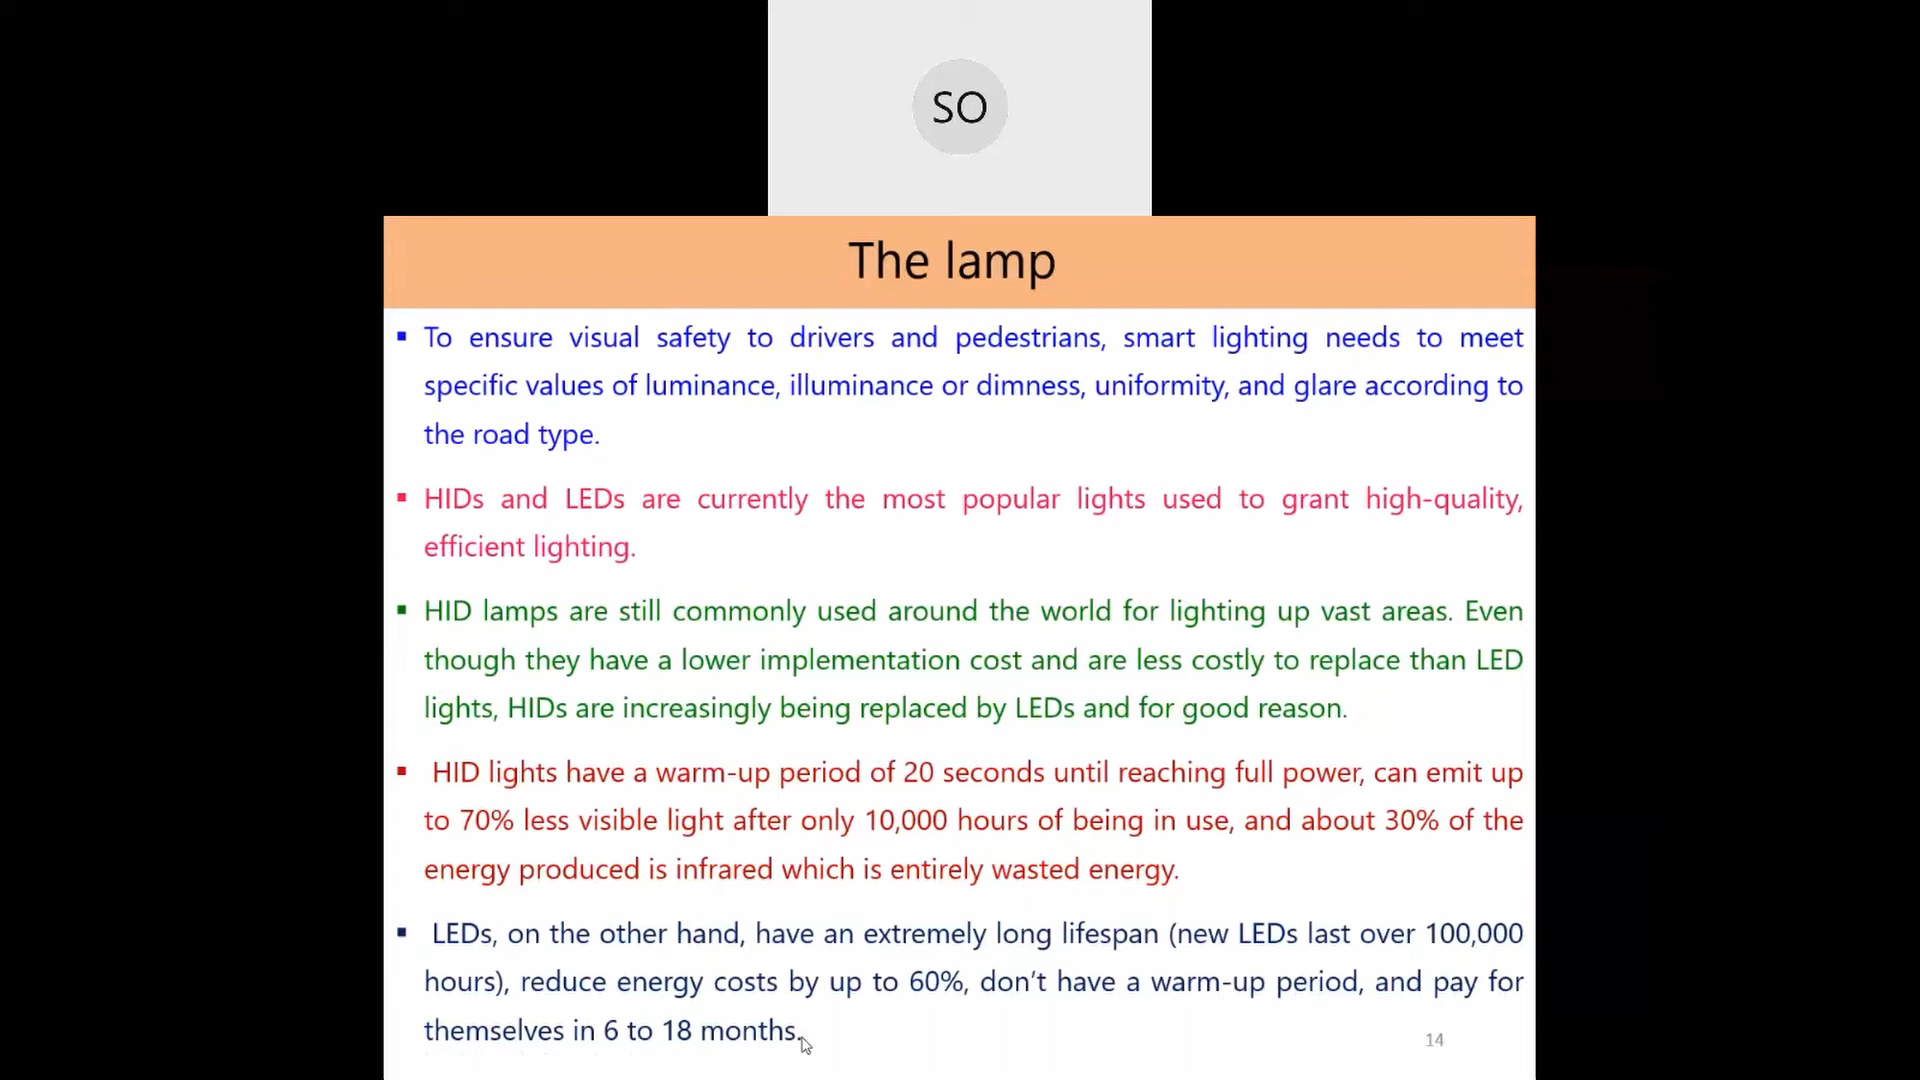 SO
The lamp
▪ To ensure visual safety to drivers and pedestrians, smart lighting needs to meet
specific values of luminance, illuminance or dimness, uniformity, and glare according to
the road type.
▪ HIDs and LEDs are currently the most popular lights used to grant high-quality,
efficient lighting.
▪ HID lamps are still commonly used around the world for lighting up vast areas. Even
though they have a lower implementation cost and are less costly to replace than LED
lights, HIDs are increasingly being replaced by LEDs and for good reason.
▪ HID lights have a warm-up period of 20 seconds until reaching full power, can emit up
to 70% less visible light after only 10,000 hours of being in use, and about 30% of the
energy produced is infrared which is entirely wasted energy.
▪ LEDs, on the other hand, have an extremely long lifespan (new LEDs last over 100,000
hours), reduce energy costs by up to 60%, don't have a warm-up period, and pay for
themselves in 6 to 18 months.
14